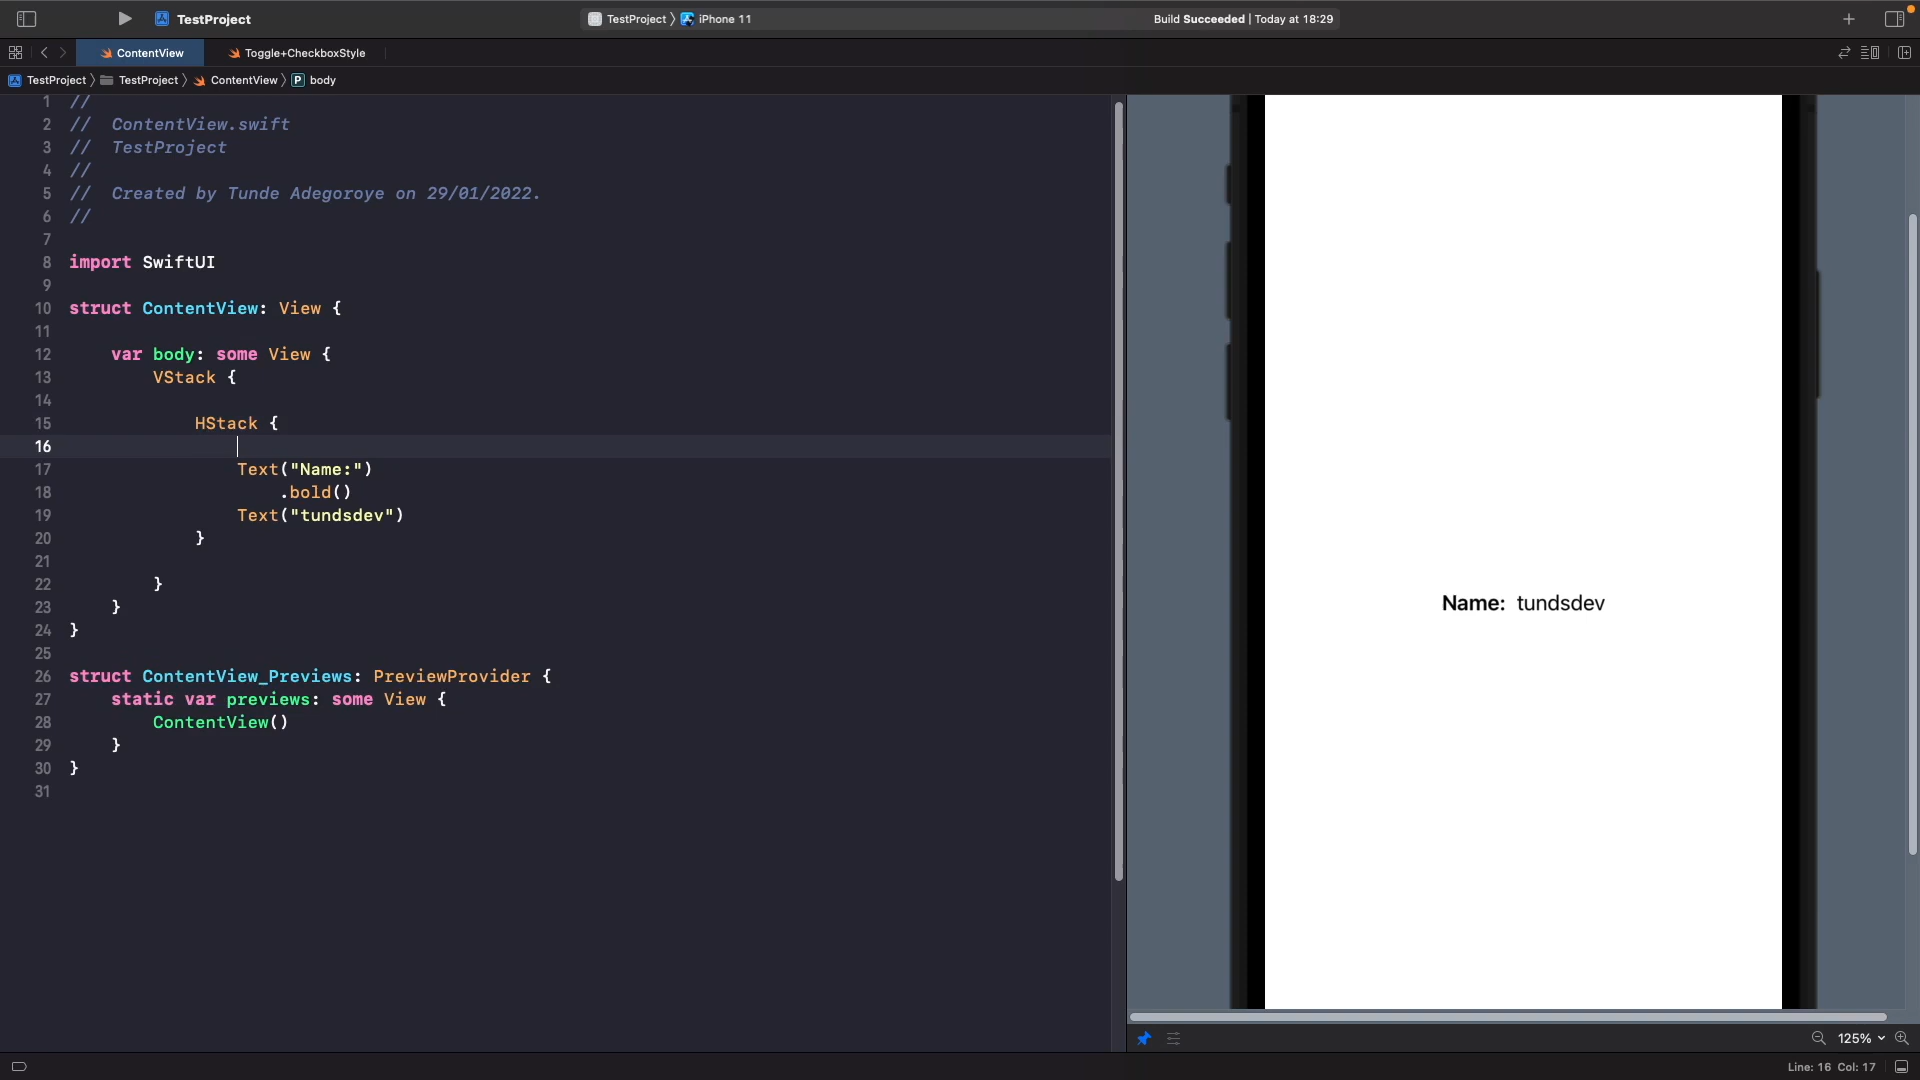 TestProject
TestProject 〉 iPhone 11
Build Succeeded | Today at 18:29
ContentView
Toggle+CheckboxStyle
TestProject 〉 TestProject 〉 ContentView 〉 P body
1 //
2 //  ContentView.swift
3 //  TestProject
4 //
5 //  Created by Tunde Adegoroye on 29/01/2022.
6 //
7
8 import SwiftUI
9
10 struct ContentView: View {
11
12     var body: some View {
13         VStack {
14
15             HStack {
16
17                 Text("Name:")
18                     .bold()
19                 Text("tundsdev")
20             }
21
22         }
23     }
24 }
25
26 struct ContentView_Previews: PreviewProvider {
27     static var previews: some View {
28         ContentView()
29     }
30 }
31
Name: tundsdev
125%
Line: 16 Col: 17